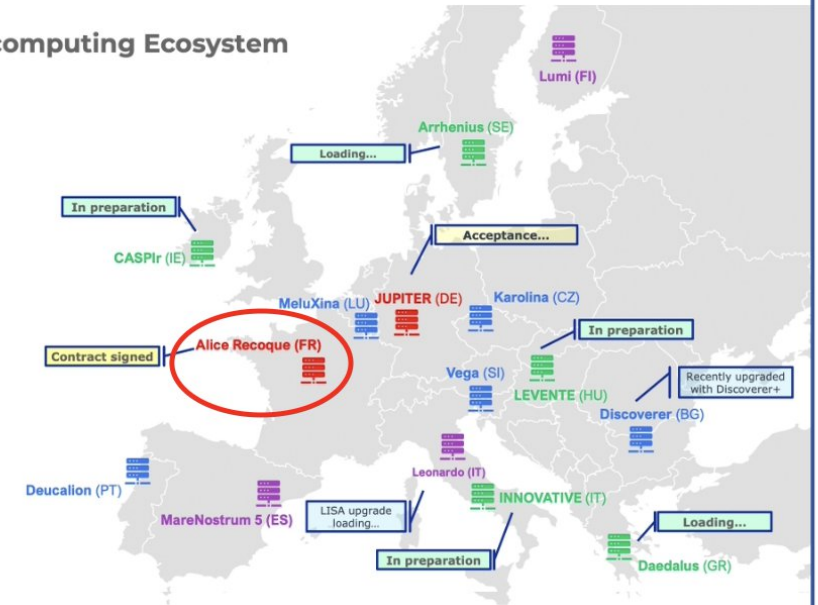 computing Ecosystem
Lumi (FI)
Arrhenius (SE)
Loading...
In preparation
CASPIr (IE)
Acceptance...
MeluXina (LU)
JUPITER (DE)
Karolina (CZ)
In preparation
Alice Recoque (FR)
Contract signed
Vega (SI)
LEVENTE (HU)
Recently upgraded
with Discoverer+
Discoverer (BG)
Deucalion (PT)
Leonardo (IT)
MareNostrum 5 (ES)
LISA upgrade
loading...
INNOVATIVE (IT)
In preparation
Loading...
Daedalus (GR)